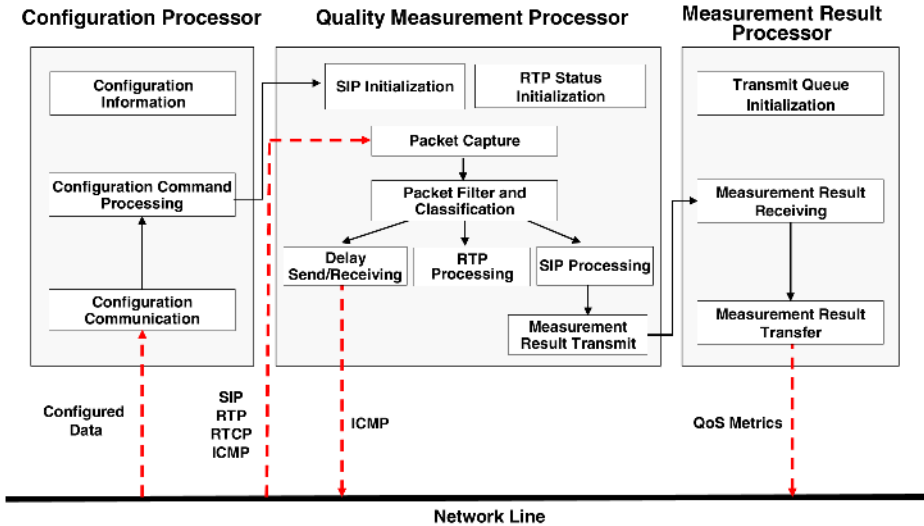 Configuration Processor
Quality Measurement Processor
Measurement Result
Processor
Configuration
Information
SIP Initialization
RTP Status
Initialization
Transmit Queue
Initialization
Packet Capture
Configuration Command
Processing
Packet Filter and
Classification
Measurement Result
Receiving
Delay
Send/Receiving
RTP
Processing
SIP Processing
Configuration
Communication
Measurement
Result Transmit
Measurement Result
Transfer
Configured
Data
SIP
RTP
RTCP
ICMP
ICMP
QoS Metrics
Network Line